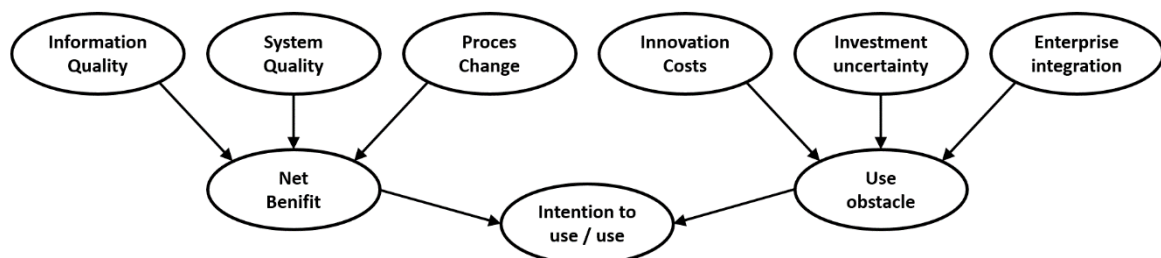 Information
Quality
System
Quality
Proces
Change
Innovation
Costs
Investment
uncertainty
Enterprise
integration
Net
Benifit
Use
obstacle
Intention to
use / use